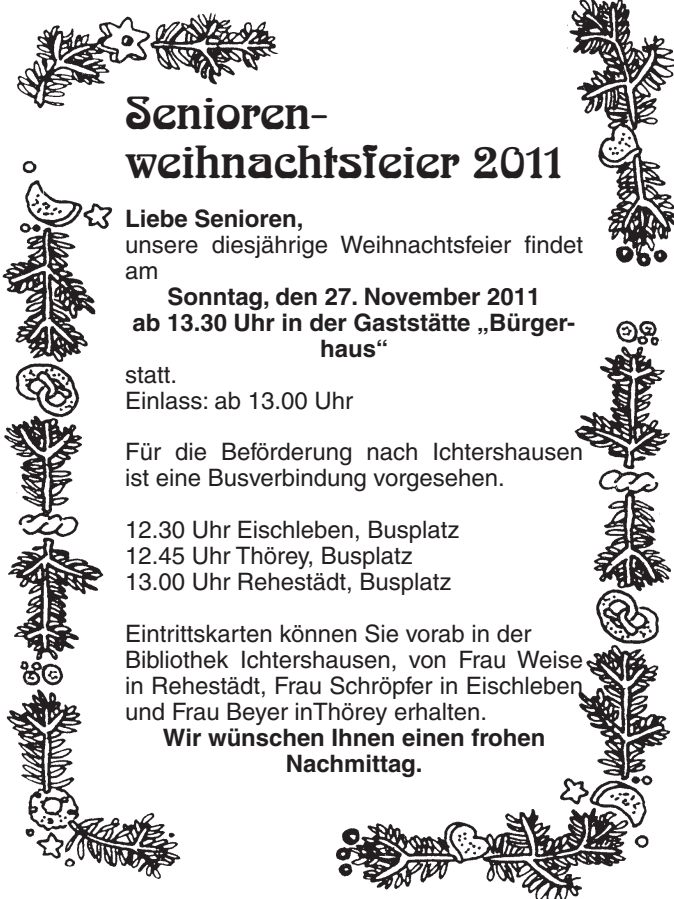 Senioren-
weihnachtsfeier 2011
Liebe Senioren,
unsere diesjährige Weihnachtsfeier findet
am
Sonntag, den 27. November 2011
ab 13.30 Uhr in der Gaststätte „Bürger-
haus“
statt.
Einlass: ab 13.00 Uhr
Für die Beförderung nach Ichtershausen
ist eine Busverbindung vorgesehen.
12.30 Uhr Eischleben, Busplatz
12.45 Uhr Thörey, Busplatz
13.00 Uhr Rehestädt, Busplatz
Eintrittskarten können Sie vorab in der
Bibliothek Ichtershausen, von Frau Weise
in Rehestädt, Frau Schröpfer in Eischleben
und Frau Beyer inThörey erhalten.
Wir wünschen Ihnen einen frohen
Nachmittag.